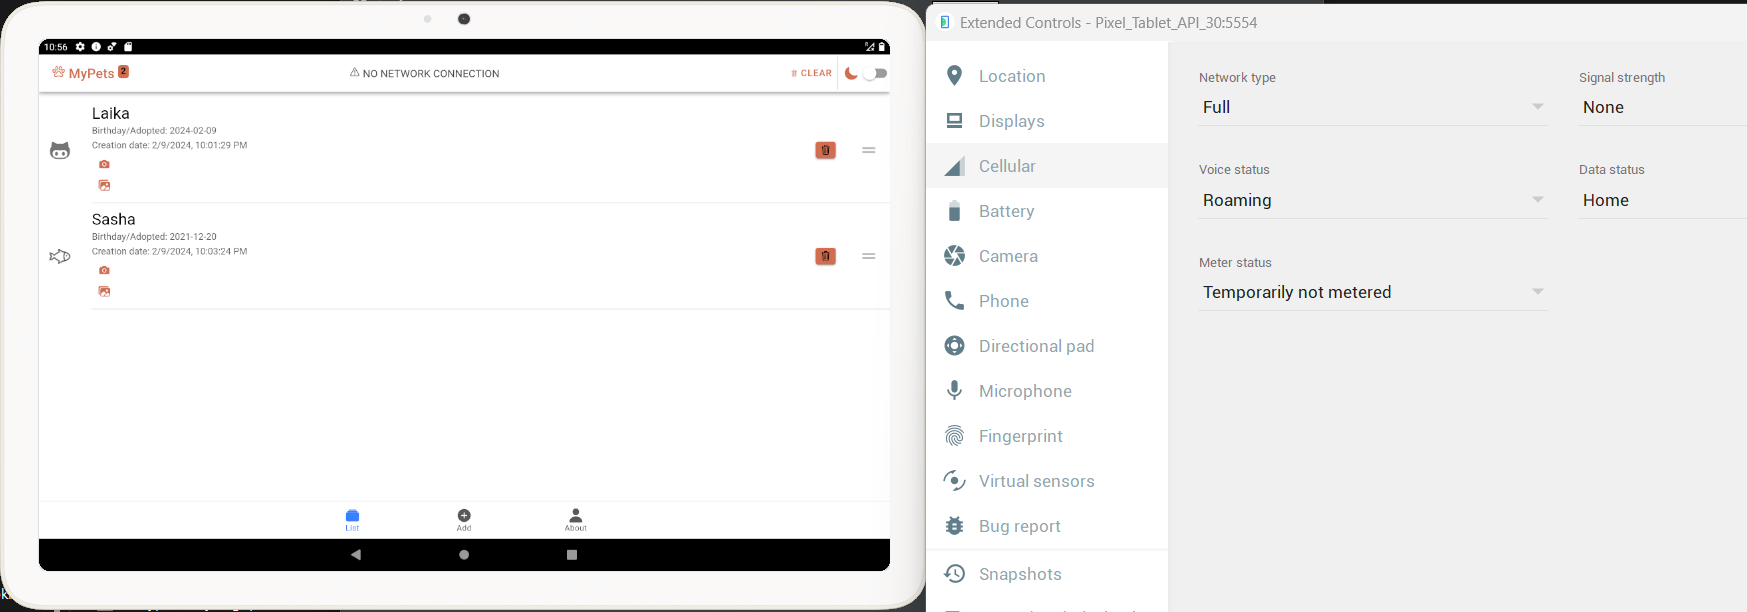 10:56
MyPets 2
NO NETWORK CONNECTION
CLEAR
Laika
Birthday/Adopted: 2024-02-09
Creation date: 2/9/2024, 10:01:29 PM
Sasha
Birthday/Adopted: 2021-12-20
Creation date: 2/9/2024, 10:03:24 PM
List
Add
About
Extended Controls - Pixel_Tablet_API_30:5554
Location
Displays
Cellular
Battery
Camera
Phone
Directional pad
Microphone
Fingerprint
Virtual sensors
Bug report
Snapshots
Network type
Full
Signal strength
None
Voice status
Roaming
Data status
Home
Meter status
Temporarily not metered